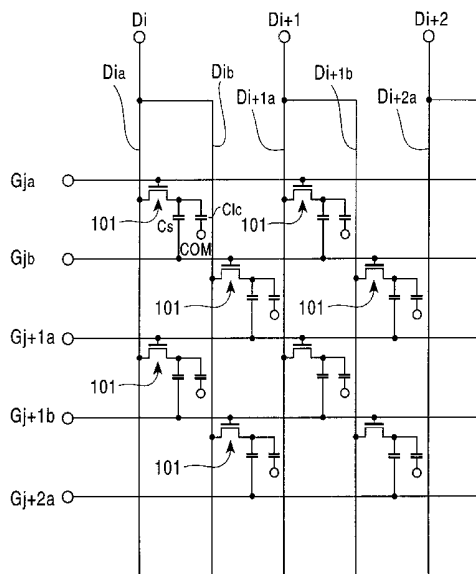 Di Di+1 Di+2
Dia Dib Di+1a Di+1b Di+2a
Gja
101 Cs Clc 101
COM
Gjb
101 101
Gj+1a
101
Gj+1b
101
Gj+2a